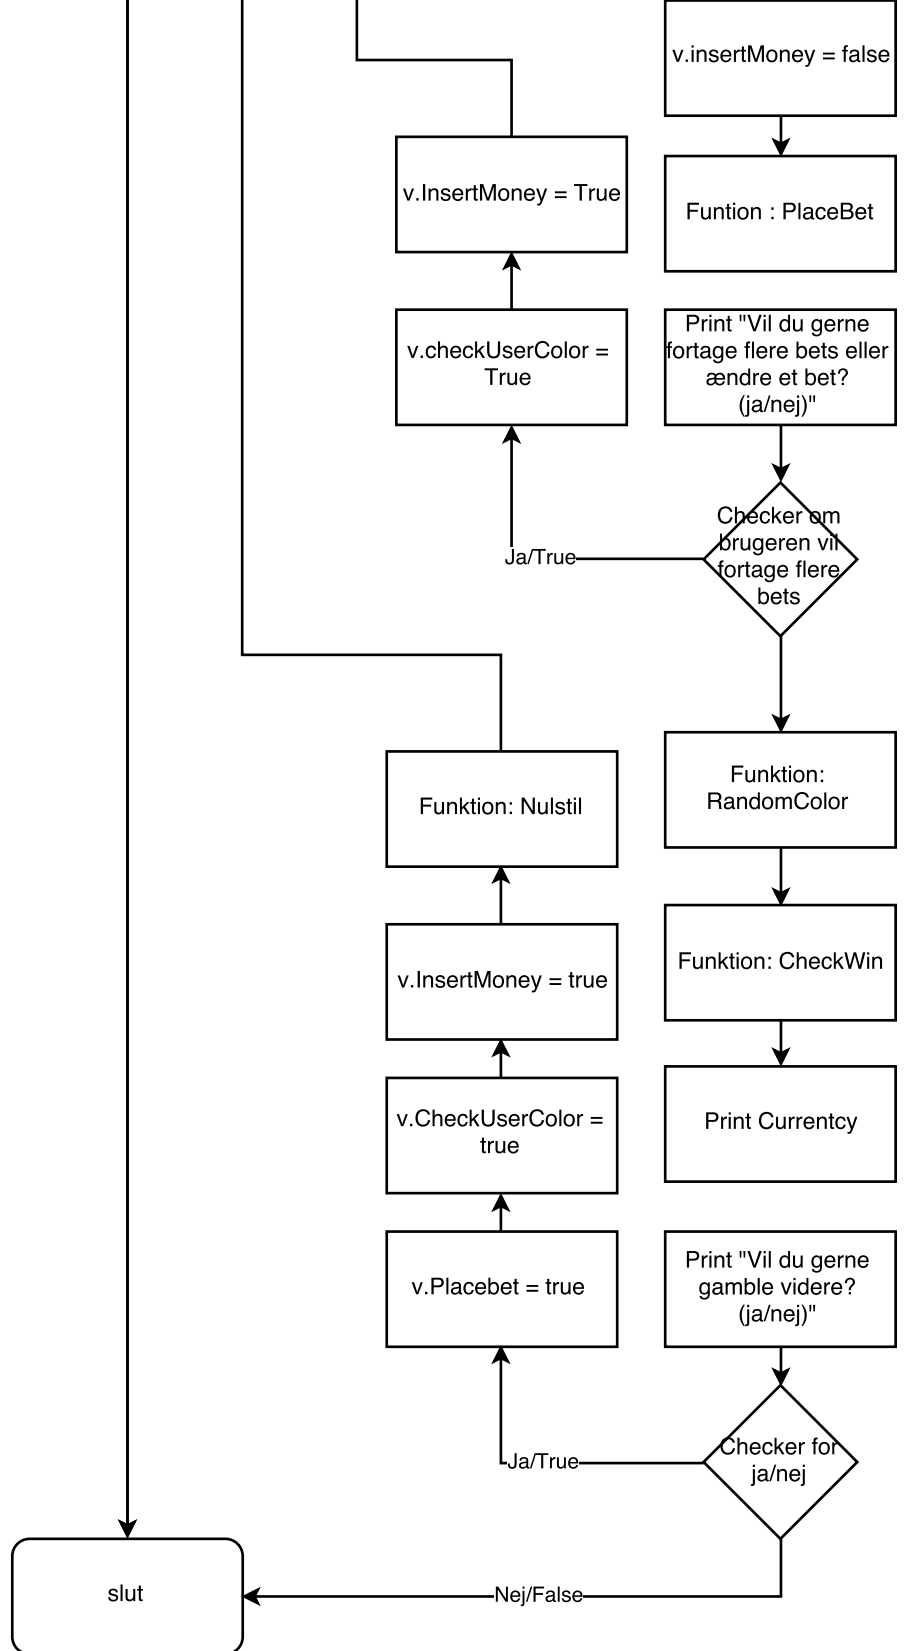 v.insertMoney = false
v.InsertMoney = True
Funtion : PlaceBet
v.checkUserColor =
True
Print "Vil du gerne
fortage flere bets eller
ændre et bet?
(ja/nej)"
Checker om
brugeren vil
fortage flere
bets
Ja/True
Funktion:
RandomColor
Funktion: Nulstil
Funktion: CheckWin
v.InsertMoney = true
Print Currentcy
v.CheckUserColor =
true
v.Placebet = true
Print "Vil du gerne
gamble videre?
(ja/nej)"
Checker for
ja/nej
Ja/True
Nej/False
slut